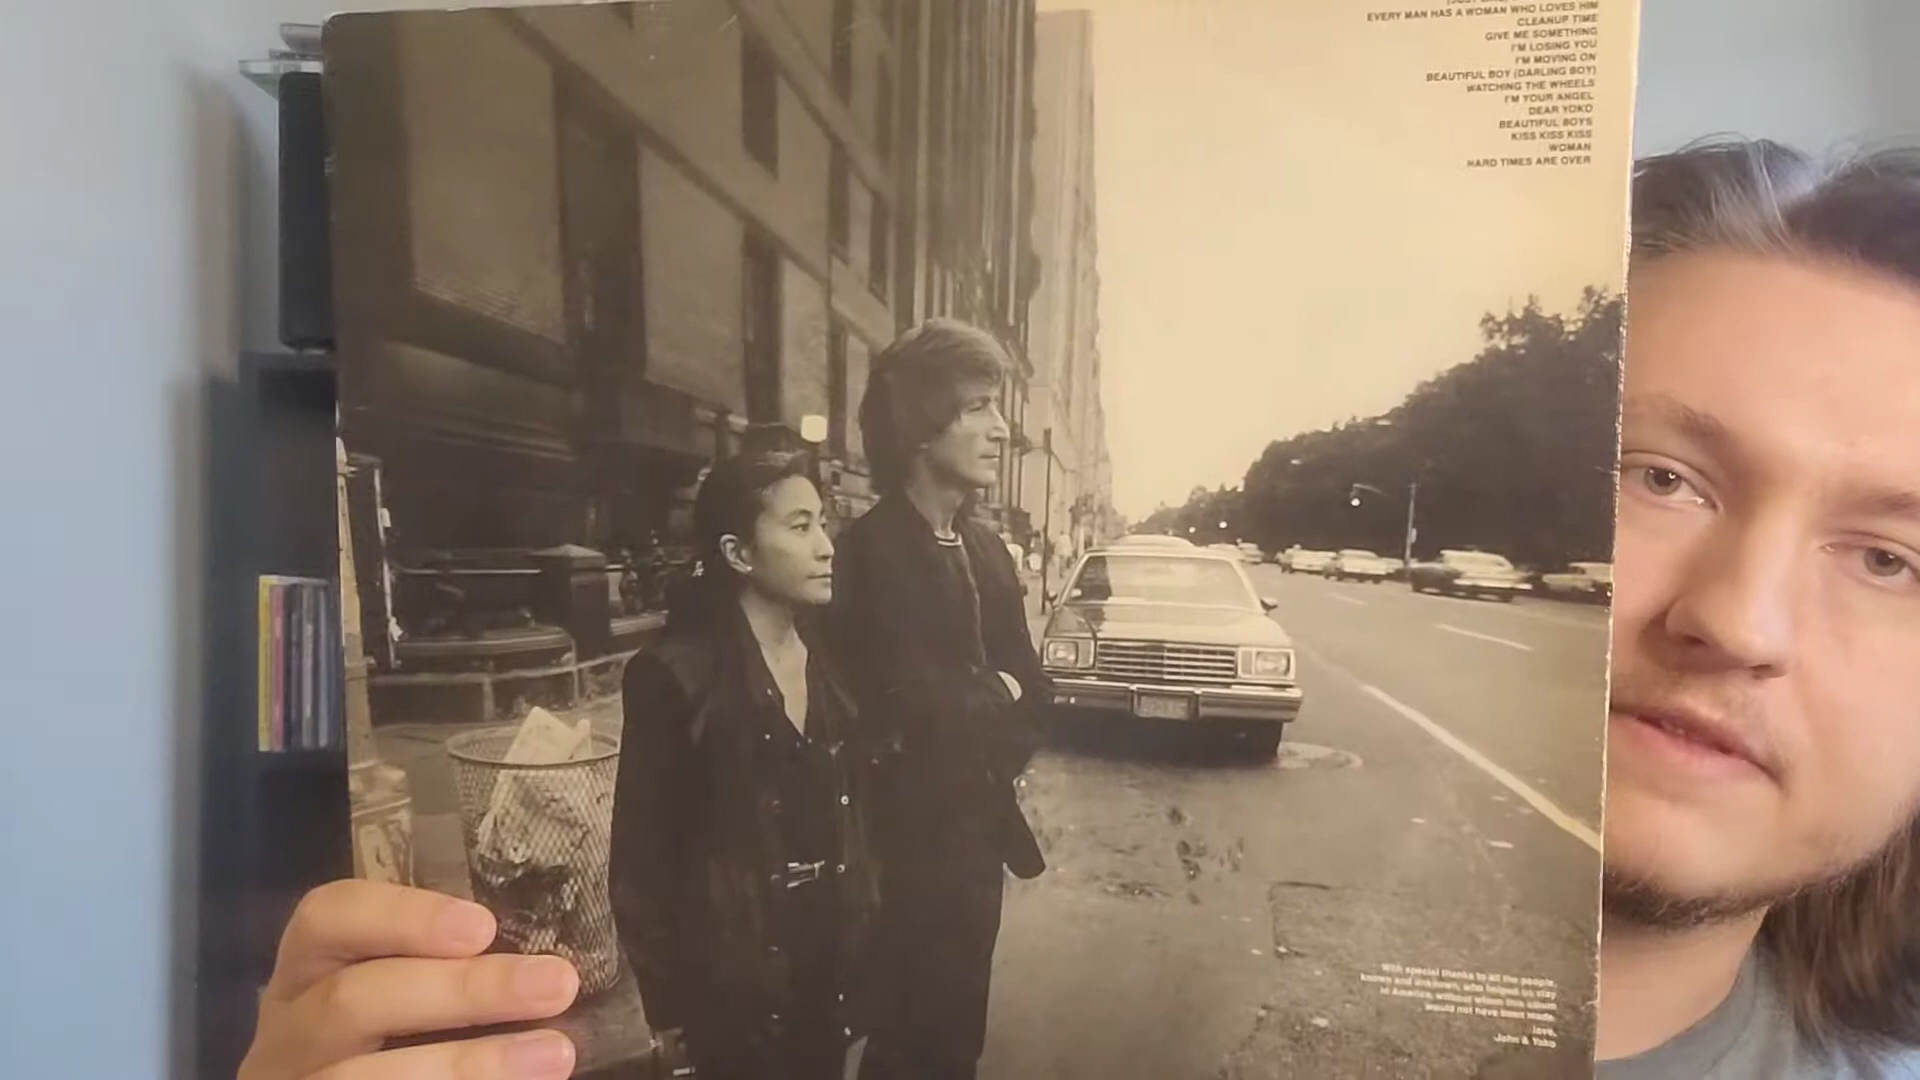 EVERY MAN HAS A WOMAN WHO LOVES HIM
CLEANUP TIME
GIVE ME SOMETHING
I'M LOSING YOU
I'M MOVING ON
BEAUTIFUL BOY (DARLING BOY)
WATCHING THE WHEELS
I'M YOUR ANGEL
DEAR YOKO
BEAUTIFUL BOYS
KISS KISS KISS
WOMAN
HARD TIMES ARE OVER
With special thanks to all the people,
known and unknown, who helped us stay
in America, without whom this album
would not have been made.
love,
John & Yoko